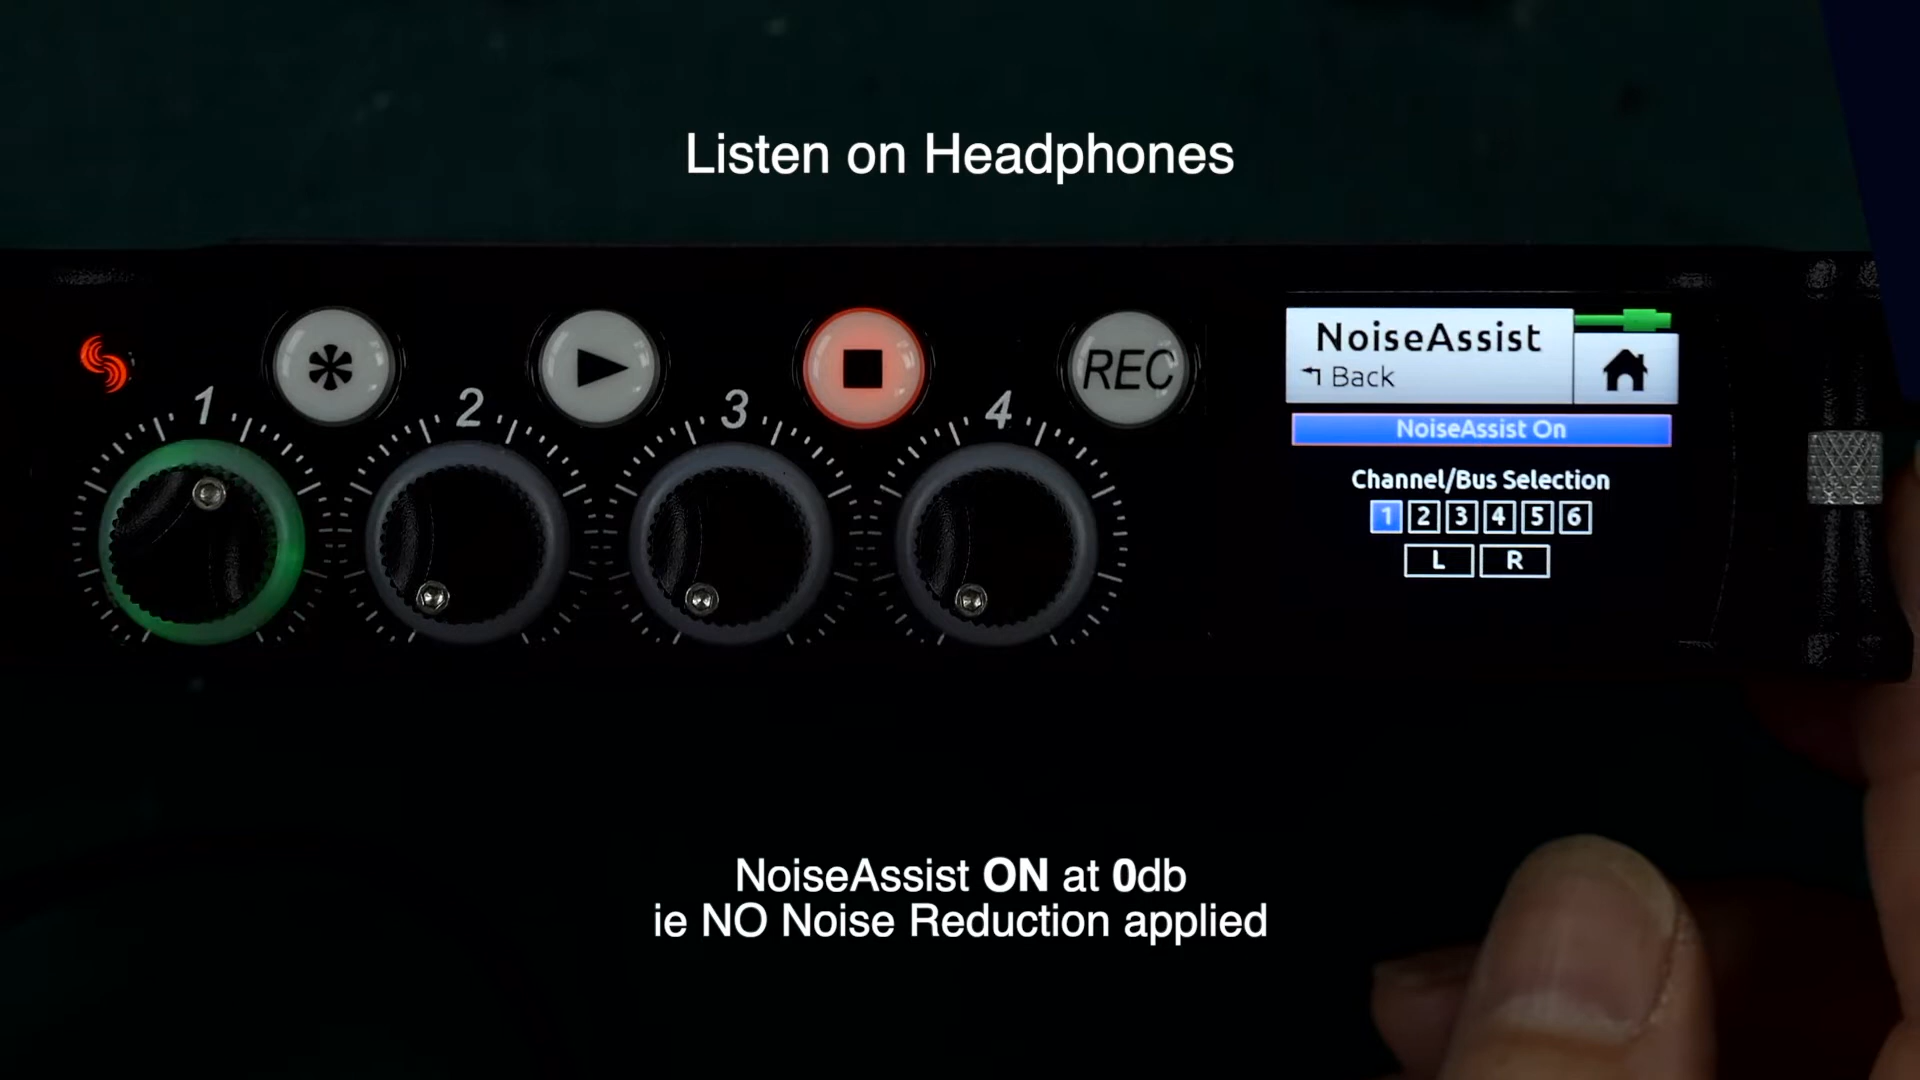 Listen on Headphones
1
2
3
4
REC
NoiseAssist
Back
NoiseAssist On
Channel/Bus Selection
1 2 3 4 5 6
L R
NoiseAssist ON at 0db
ie NO Noise Reduction applied